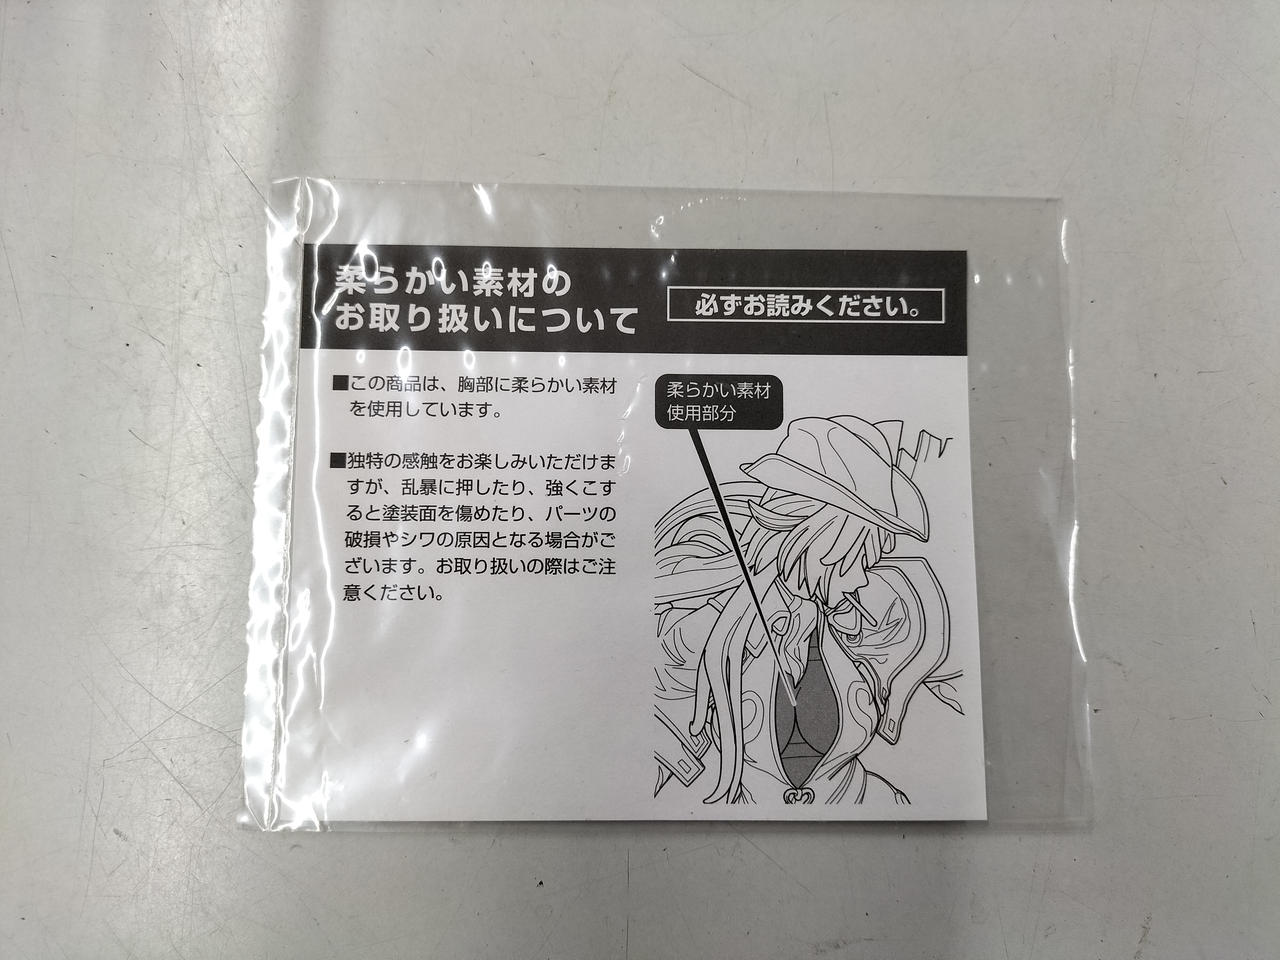 柔らかい素材の
お取り扱いについて
必ずお読みください。
■この商品は、胸部に柔らかい素材
を使用しています。
■独特の感触をお楽しみいただけま
すが、乱暴に押したり、強くこす
ると塗装面を傷めたり、パーツの
破損やシワの原因となる場合がご
ざいます。お取り扱いの際はご注
意ください。
柔らかい素材
使用部分